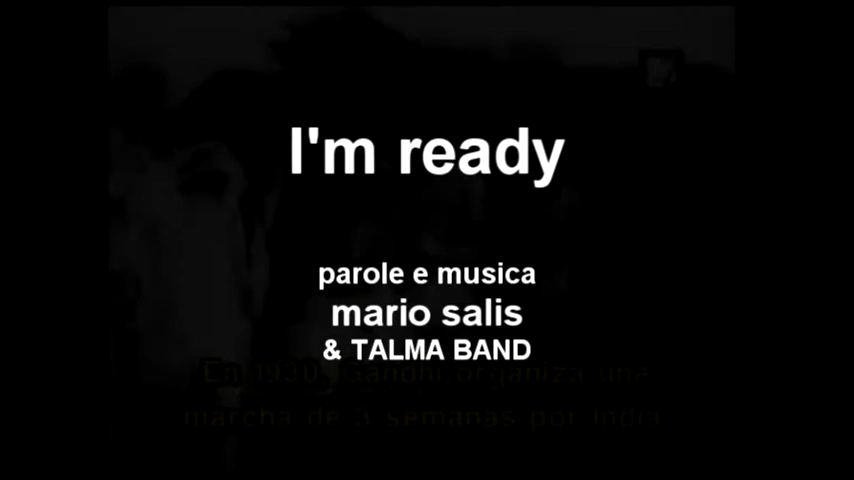 I'm ready
parole e musica
mario salis
& TALMA BAND
En 1930, Gandhi organiza una
marcha de 3 semanas por India